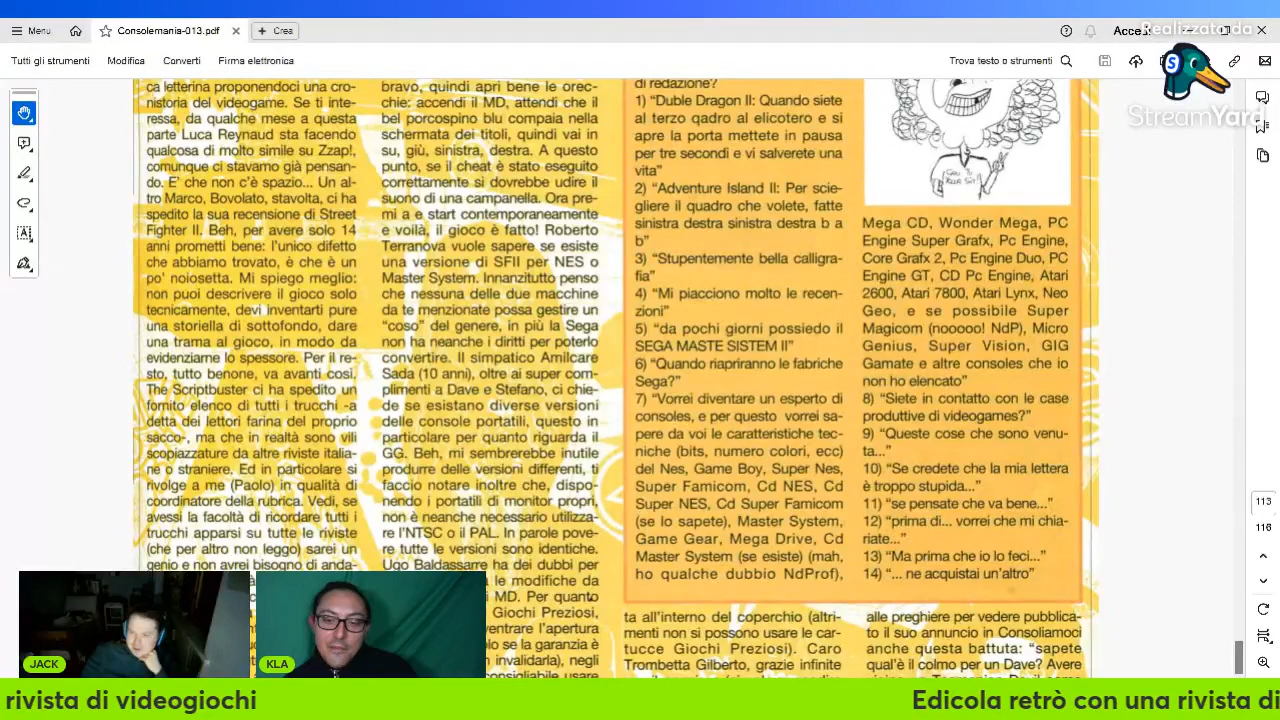 Menu
Consolemania-013.pdf
Crea
Realizzato da
Tutti gli strumenti
Modifica
Converti
Firma elettronica
Trova testo o strumenti
StreamYard
ca letterina proponendoci una cro-
nistoria del videogame. Se ti inte-
ressa, da qualche mese a questa
parte Luca Reynaud sta facendo
qualcosa di molto simile su Zzap!,
comunque ci stavamo già pensan-
do. E' che non c'è spazio... Un al-
tro Marco, Bovolato, stavolta, ci ha
spedito la sua recensione di Street
Fighter II. Beh, per avere solo 14
anni prometti bene: l'unico difetto
che abbiamo trovato, è che è un
po' noiosetta. Mi spiego meglio:
non puoi descrivere il gioco solo
tecnicamente, devi inventarti pure
una storiella di sottofondo, dare
una trama al gioco, in modo da
evidenziarne lo spessore. Per il re-
sto, tutto benone, va avanti così.
The Scriptbuster ci ha spedito un
fornito elenco di tutti i trucchi -a
detta dei lettori farina del proprio
sacco-, ma che in realtà sono vili
scopiazzature da altre riviste italia-
ne o straniere. Ed in particolare si
rivolge a me (Paolo) in qualità di
coordinatore della rubrica. Vedi, se
avessi la facoltà di ricordare tutti i
trucchi apparsi su tutte le riviste
(che per altro non leggo) sarei un
genio e non avrei bisogno di anda-
bravo, quindi apri bene le orec-
chie: accendi il MD, attendi che il
bel porcospino blu compaia nella
schermata dei titoli, quindi vai in
su, giù, sinistra, destra. A questo
punto, se il cheat è stato eseguito
correttamente si dovrebbe udire il
suono di una campanella. Ora pre-
mi a e start contemporaneamente
e voilà, il gioco è fatto! Roberto
Terranova vuole sapere se esiste
una versione di SFII per NES o
Master System. Innanzitutto penso
che nessuna delle due macchine
da te menzionate possa gestire un
"coso" del genere, in più la Sega
non ha neanche i diritti per poterlo
convertire. Il simpatico Amilcare
Sada (10 anni), oltre ai super com-
plimenti a Dave e Stefano, ci chie-
de se esistano diverse versioni
delle console portatili, questo in
particolare per quanto riguarda il
GG. Beh, mi sembrerebbe inutile
produrre delle versioni differenti, ti
faccio notare inoltre che, dispo-
nendo i portatili di monitor propri,
non è neanche necessario utilizza-
re l'NTSC o il PAL. In parole pove-
re tutte le versioni sono identiche.
Ugo Baldassarre ha dei dubbi per
le modifiche da
MD. Per quanto
Giochi Preziosi,
ventrare l'apertura
lo se la garanzia è
invalidarla), negli
consigliabile usare
di redazione?
1) "Duble Dragon II: Quando siete
al terzo qadro al elicotero e si
apre la porta mettete in pausa
per tre secondi e vi salverete una
vita"
2) "Adventure Island II: Per scie-
gliere il quadro che volete, fatte
sinistra destra sinistra destra b a
b"
3) "Stupentemente bella calligra-
fia"
4) "Mi piacciono molto le recen-
zioni"
5) "da pochi giorni possiedo il
SEGA MASTE SISTEM II"
6) "Quando riapriranno le fabriche
Sega?"
7) "Vorrei diventare un esperto di
consoles, e per questo vorrei sa-
pere da voi le caratteristiche tec-
niche (bits, numero colori, ecc)
del Nes, Game Boy, Super Nes,
Super Famicom, Cd NES, Cd
Super NES, Cd Super Famicom
(se lo sapete), Master System,
Game Gear, Mega Drive, Cd
Master System (se esiste) (mah,
ho qualche dubbio NdProf),
Mega CD, Wonder Mega, PC
Engine Super Grafx, Pc Engine,
Core Grafx 2, Pc Engine Duo, PC
Engine GT, CD Pc Engine, Atari
2600, Atari 7800, Atari Lynx, Neo
Geo, e se possibile Super
Magicom (nooooo! NdP), Micro
Genius, Super Vision, GIG
Gamate e altre consoles che io
non ho elencato"
8) "Siete in contatto con le case
produttive di videogames?"
9) "Queste cose che sono venu-
ta..."
10) "Se credete che la mia lettera
è troppo stupida..."
11) "se pensate che va bene..."
12) "prima di... vorrei che mi chia-
riate..."
13) "Ma prima che io lo feci..."
14) "... ne acquistai un'altro"
ta all'interno del coperchio (altri-
menti non si possono usare le car-
tucce Giochi Preziosi). Caro
Trombetta Gilberto, grazie infinite
alle preghiere per vedere pubblica-
to il suo annuncio in Consoliamoci
anche questa battuta: "sapete
qual'è il colmo per un Dave? Avere
113
116
JACK
KLA
rivista di videogiochi
Edicola retrò con una rivista di